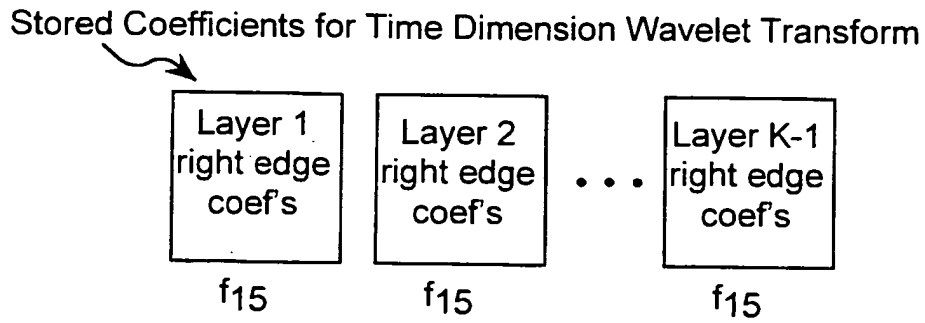 Stored Coefficients for Time Dimension Wavelet Transform
Layer 1
right edge
coef's
Layer 2
right edge
coef's
• • •
Layer K-1
right edge
coef's
f15
f15
f15